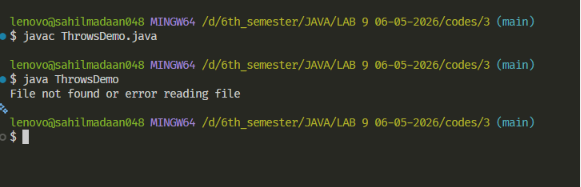 lenovo@sahilmadaan048 MINGW64 /d/6th_semester/JAVA/LAB 9 06-05-2026/codes/3 (main)
$ javac ThrowsDemo.java
lenovo@sahilmadaan048 MINGW64 /d/6th_semester/JAVA/LAB 9 06-05-2026/codes/3 (main)
$ java ThrowsDemo
File not found or error reading file
lenovo@sahilmadaan048 MINGW64 /d/6th_semester/JAVA/LAB 9 06-05-2026/codes/3 (main)
$